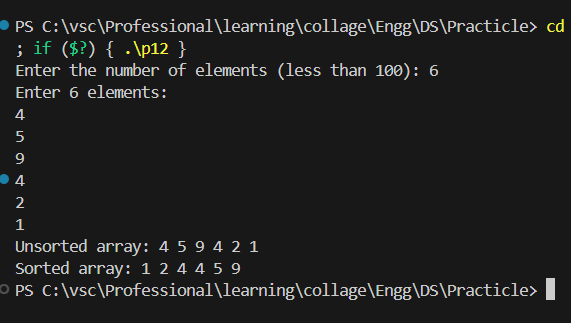 PS C:\vsc\Professional\learning\collage\Engg\DS\Practicle> cd
; if ($?) { .\p12 }
Enter the number of elements (less than 100): 6
Enter 6 elements:
4
5
9
4
2
1
Unsorted array: 4 5 9 4 2 1
Sorted array: 1 2 4 4 5 9
PS C:\vsc\Professional\learning\collage\Engg\DS\Practicle>